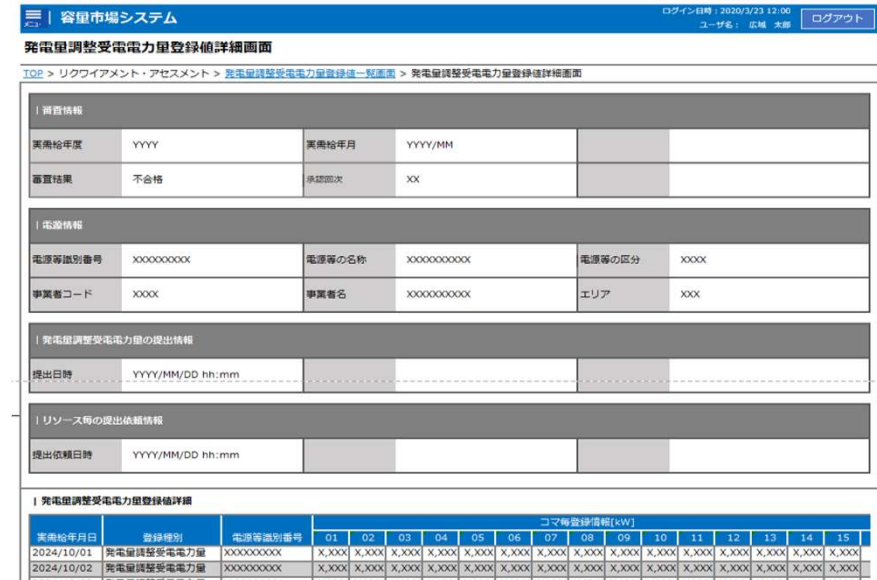 メニュー 容量市場システム ログイン日時：2020/3/23 12:00
ユーザ名： 広域 太郎 ログアウト
発電量調整受電電力量登録値詳細画面
TOP > リクワイアメント・アセスメント > 発電量調整受電電力量登録値一覧画面 > 発電量調整受電電力量登録値詳細画面
| 審査情報
実需給年度 YYYY 実需給年月 YYYY/MM
審査結果 不合格 承認回次 XX
| 電源情報
電源等識別番号 XXXXXXXXX 電源等の名称 XXXXXXXXXX 電源等の区分 XXXX
事業者コード XXXX 事業者名 XXXXXXXXXX エリア XXX
| 発電量調整受電電力量の提出情報
提出日時 YYYY/MM/DD hh:mm
| リソース毎の提出依頼情報
提出依頼日時 YYYY/MM/DD hh:mm
| 発電量調整受電電力量登録値詳細
コマ毎登録情報[kW]
実需給年月日 登録種別 電源等識別番号 01 02 03 04 05 06 07 08 09 10 11 12 13 14 15
2024/10/01 発電量調整受電電力量 XXXXXXXXX X,XXX X,XXX X,XXX X,XXX X,XXX X,XXX X,XXX X,XXX X,XXX X,XXX X,XXX X,XXX X,XXX X,XXX X,XXX
2024/10/02 発電量調整受電電力量 XXXXXXXXX X,XXX X,XXX X,XXX X,XXX X,XXX X,XXX X,XXX X,XXX X,XXX X,XXX X,XXX X,XXX X,XXX X,XXX X,XXX